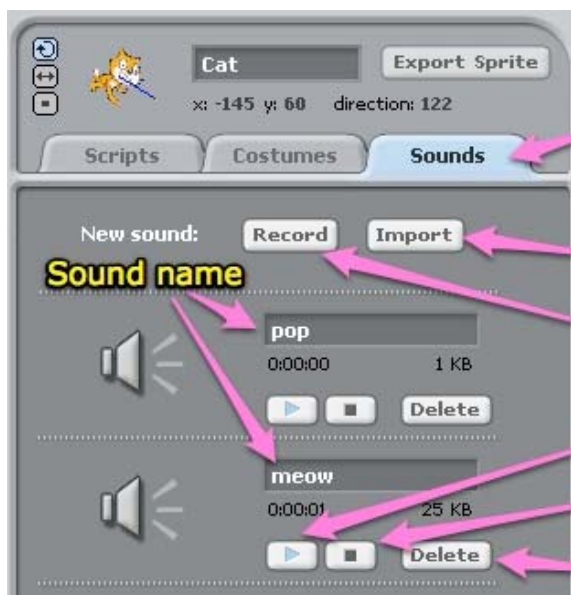 Cat
Export Sprite
x: -145 y: 60 direction: 122
Scripts Costumes Sounds
New sound: Record Import
Sound name
pop
0:00:00 1 KB
Delete
meow
0:00:01 25 KB
Delete